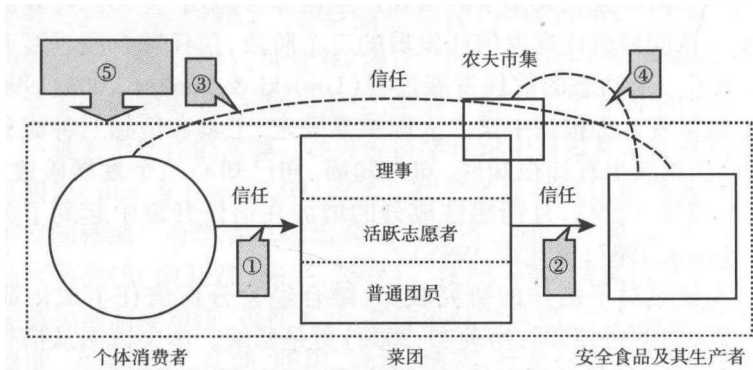 ⑤
③
信任
农夫市集
④
理事
信任
信任
活跃志愿者
①
②
普通团员
个体消费者
菜团
安全食品及其生产者